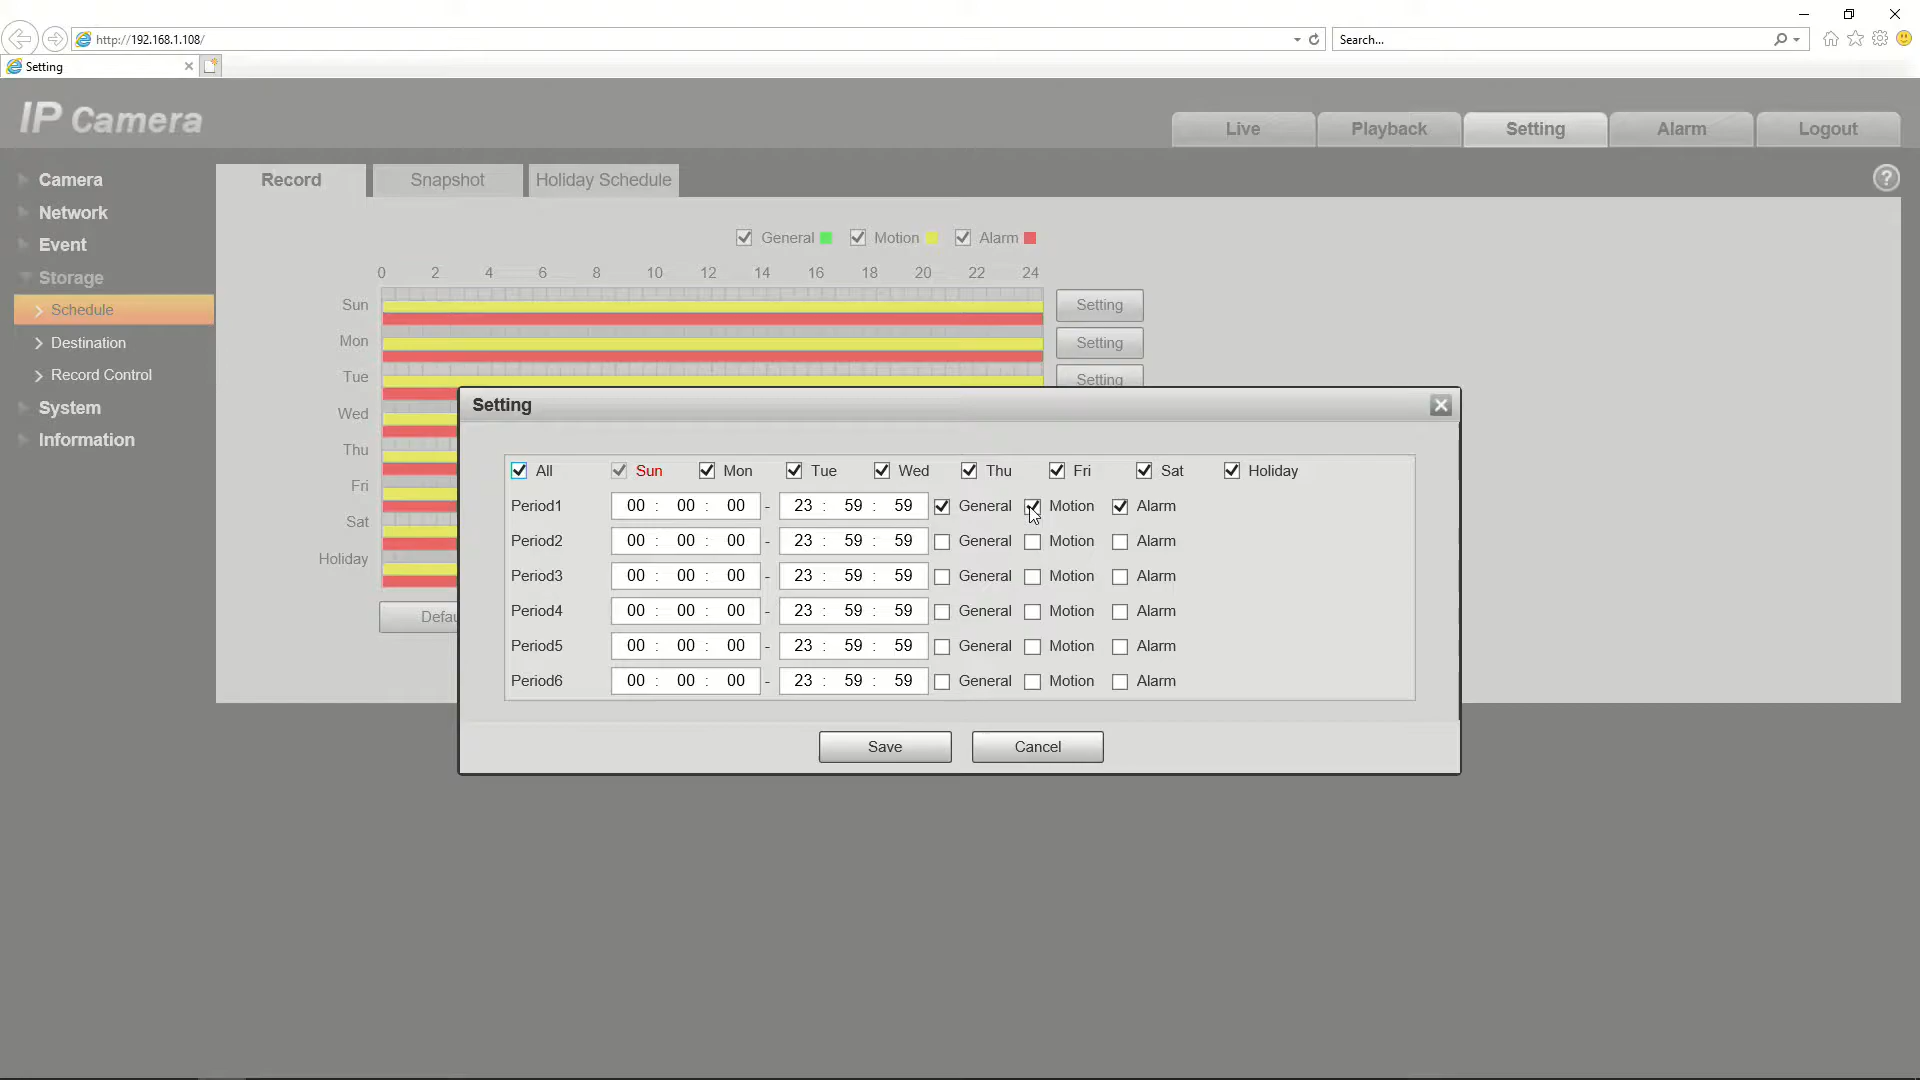 http://192.168.1.108/
Search...
Setting
IP Camera
Live Playback Setting Alarm Logout
Camera
Network
Event
Storage
Schedule
Destination
Record Control
System
Information
Record Snapshot Holiday Schedule
?
General Motion Alarm
0 2 4 6 8 10 12 14 16 18 20 22 24
Sun Setting
Mon Setting
Tue Setting
Wed
Thu
Fri
Sat
Holiday
Defau
Setting
All Sun Mon Tue Wed Thu Fri Sat Holiday
Period1 00 : 00 : 00 - 23 : 59 : 59 General Motion Alarm
Period2 00 : 00 : 00 - 23 : 59 : 59 General Motion Alarm
Period3 00 : 00 : 00 - 23 : 59 : 59 General Motion Alarm
Period4 00 : 00 : 00 - 23 : 59 : 59 General Motion Alarm
Period5 00 : 00 : 00 - 23 : 59 : 59 General Motion Alarm
Period6 00 : 00 : 00 - 23 : 59 : 59 General Motion Alarm
Save Cancel